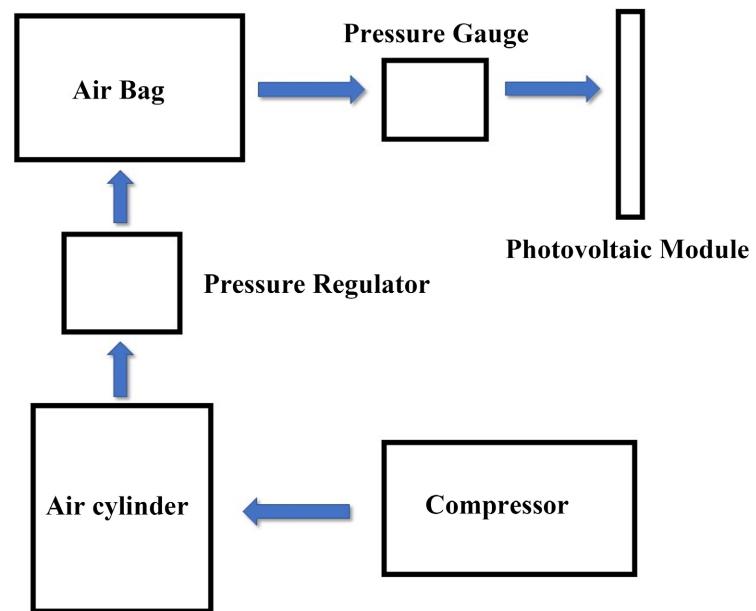 Pressure Gauge
Air Bag
Photovoltaic Module
Pressure Regulator
Air cylinder
Compressor